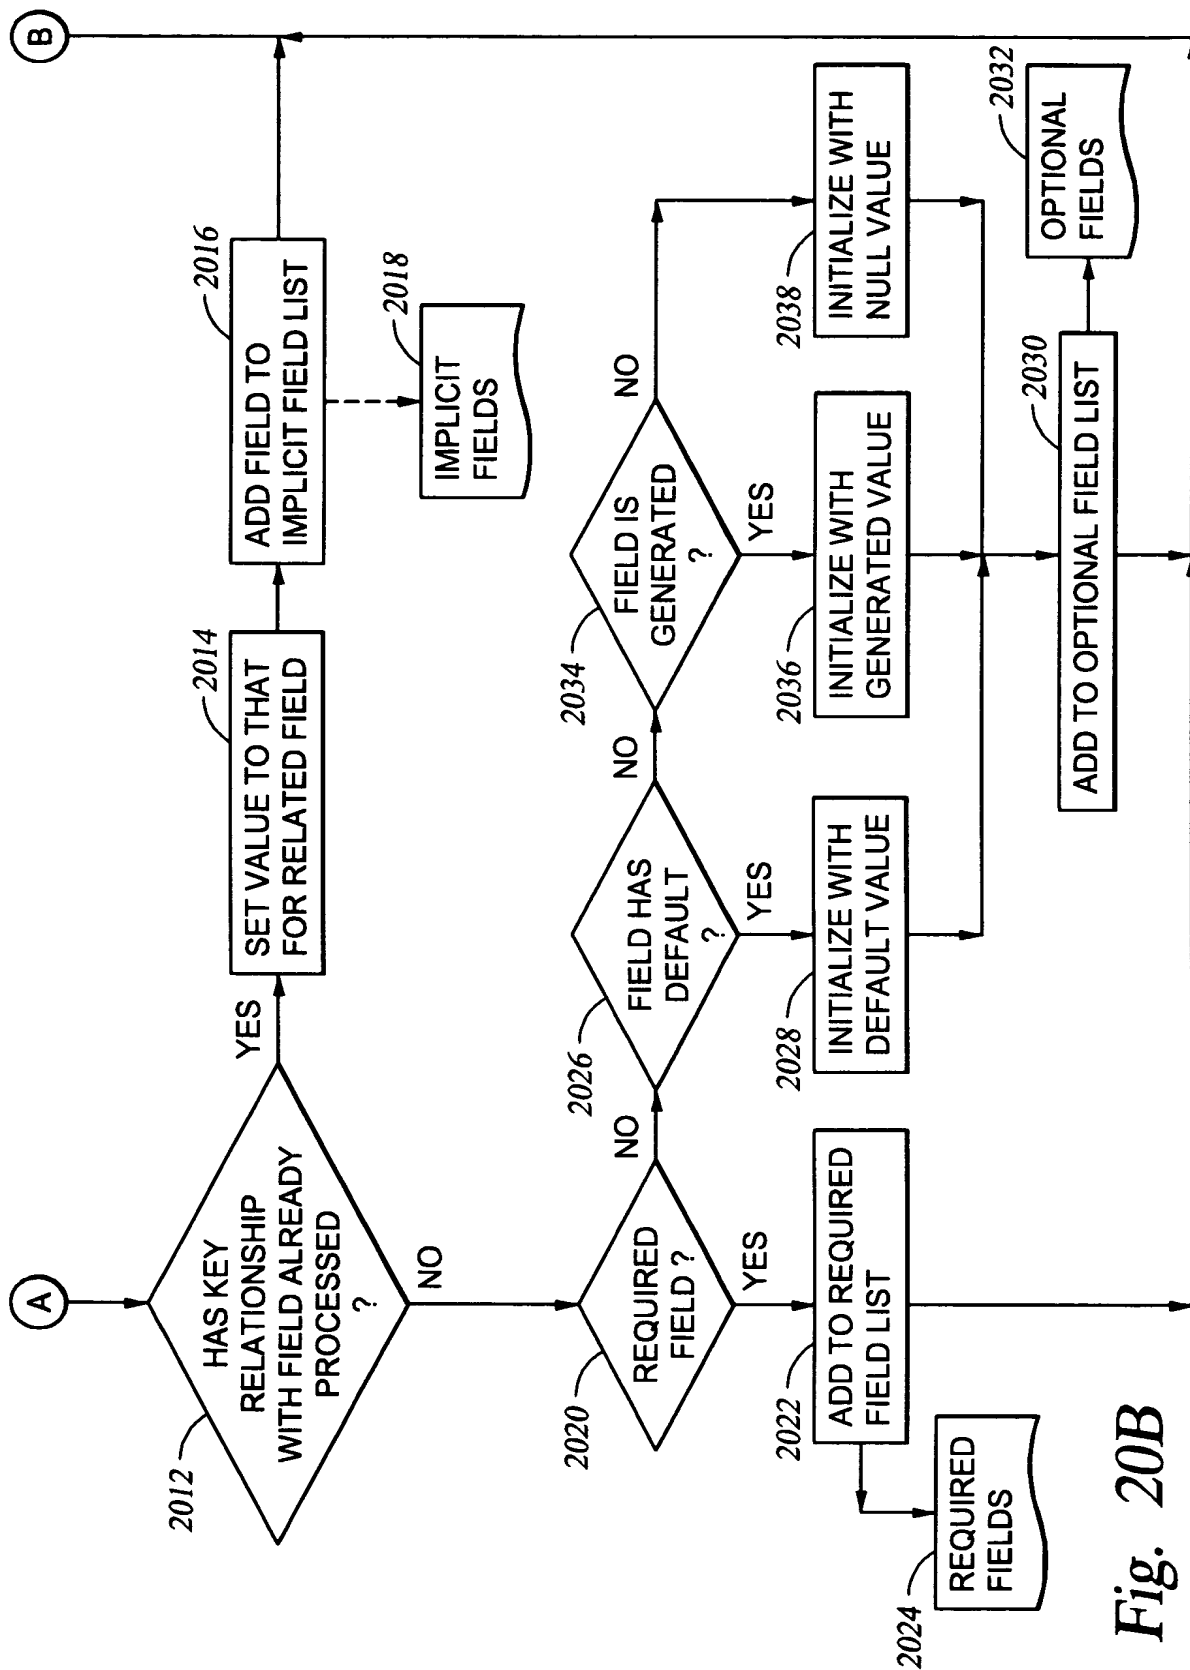 A
B
2012
HAS KEY
RELATIONSHIP
WITH FIELD ALREADY
PROCESSED
?
YES
NO
2014
SET VALUE TO THAT
FOR RELATED FIELD
2016
ADD FIELD TO
IMPLICIT FIELD LIST
2018
IMPLICIT
FIELDS
2020
REQUIRED
FIELD ?
NO
YES
2022
ADD TO REQUIRED
FIELD LIST
2024
REQUIRED
FIELDS
2026
FIELD HAS
DEFAULT
?
NO
YES
2028
INITIALIZE WITH
DEFAULT VALUE
2034
FIELD IS
GENERATED
?
NO
YES
2036
INITIALIZE WITH
GENERATED VALUE
2038
INITIALIZE WITH
NULL VALUE
2030
ADD TO OPTIONAL FIELD LIST
2032
OPTIONAL
FIELDS
Fig. 20B